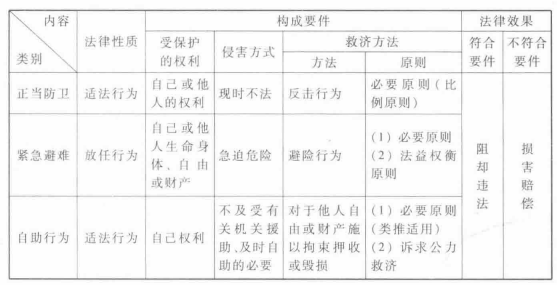 内容
类别
法律性质
构成要件
法律效果
受保护
的权利
侵害方式
救济方法
方法
原则
符合
要件
不符合
要件
正当防卫
适法行为
自己或他
人的权利
现时不法
反击行为
必要原则(比
例原则)
紧急避难
放任行为
自己或他
人生命身
体、自由
或财产
急迫危险
避险行为
(1)必要原则
(2)法益权衡
原则
自助行为
适法行为
自己权利
不及受有
关机关援
助、及时自
助的必要
对于他人自
由或财产施
以拘束押收
或毁损
(1)必要原则
(类推适用)
(2)诉求公力
救济
阻却违法
损害赔偿